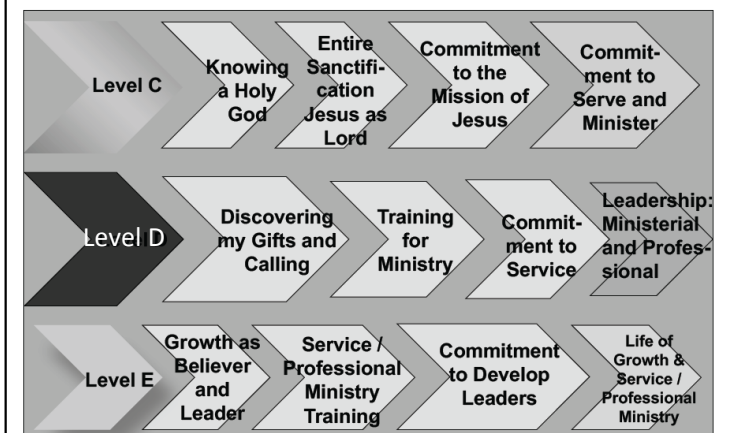 Level C
Knowing
a Holy
God
Entire
Sanctifi-
cation
Jesus as
Lord
Commitment
to the
Mission of
Jesus
Commit-
ment to
Serve and
Minister
Level D
Discovering
my Gifts and
Calling
Training
for
Ministry
Commit-
ment to
Service
Leadership:
Ministerial
and Profes-
sional
Level E
Growth as
Believer
and
Leader
Service /
Professional
Ministry
Training
Commitment
to Develop
Leaders
Life of
Growth &
Service /
Professional
Ministry